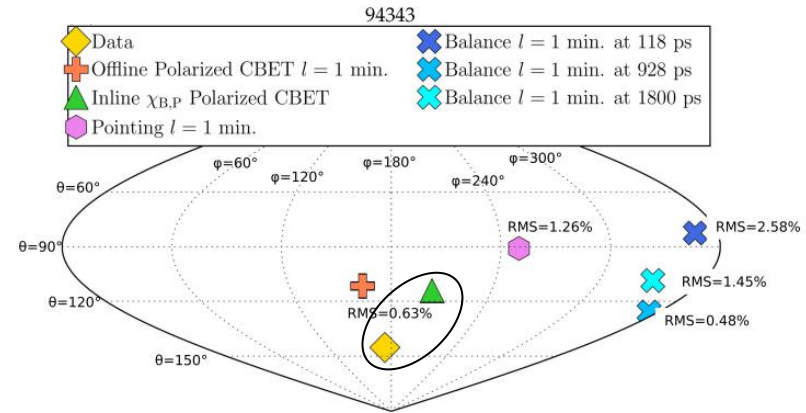 94343
Data
Offline Polarized CBET l = 1 min.
Inline χB,P Polarized CBET
Pointing l = 1 min.
Balance l = 1 min. at 118 ps
Balance l = 1 min. at 928 ps
Balance l = 1 min. at 1800 ps
φ=60°
φ=180°
φ=300°
φ=120°
φ=240°
θ=60°
RMS=1.26%
RMS=2.58%
θ=90°
RMS=1.45%
θ=120°
RMS=0.63%
RMS=0.48%
θ=150°